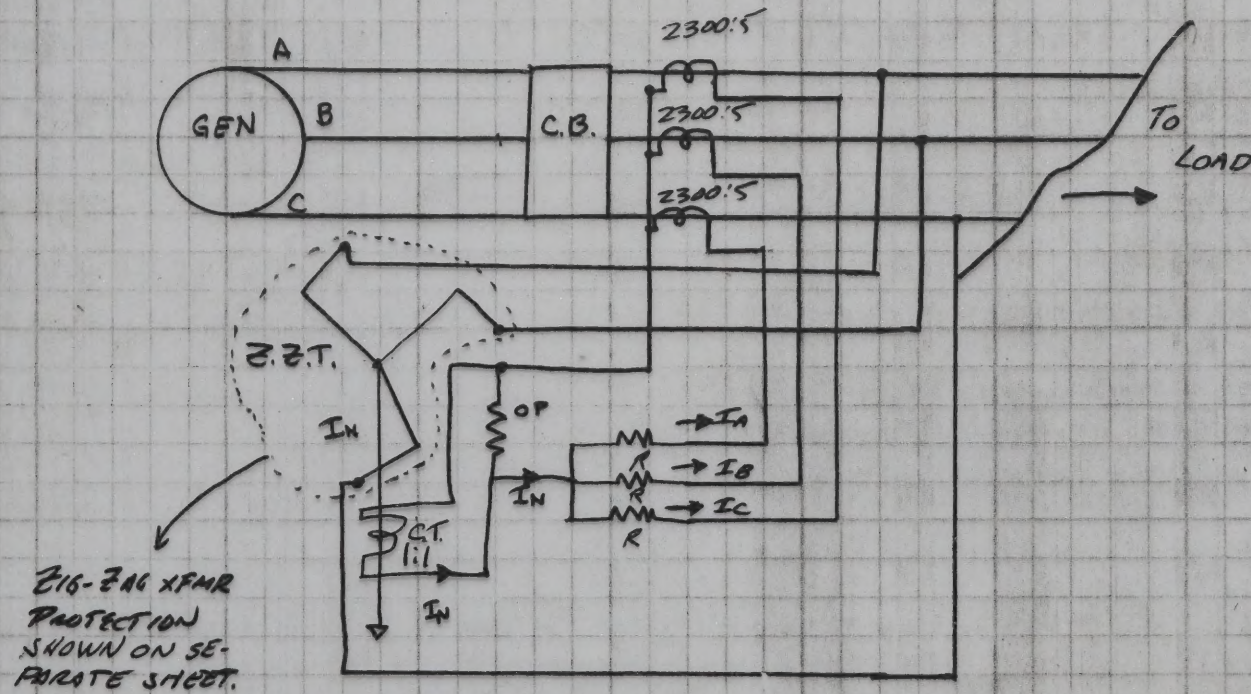 2300:5
A
GEN
B
C.B.
2300:5
To
LOAD
C
2300:5
Z.Z.T.
OP
IN
IA
R
IB
R
IN
IC
R
C.T.
1:1
IN
ZIG-ZAG XFMR
PROTECTION
SHOWN ON SE-
PARATE SHEET.